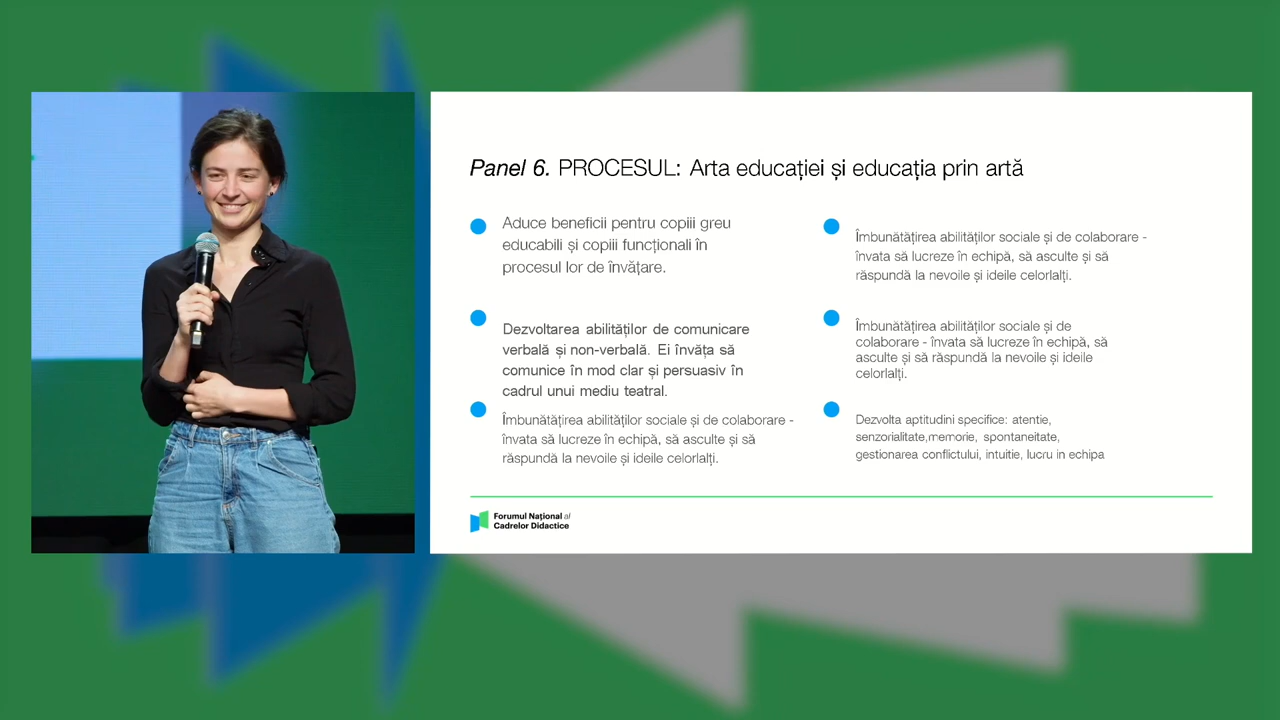 Panel 6. PROCESUL: Arta educației și educația prin artă
Aduce beneficii pentru copiii greu
educabili și copiii funcționali în
procesul lor de învățare.
Dezvoltarea abilităților de comunicare
verbală și non-verbală. Ei învăța să
comunice în mod clar și persuasiv în
cadrul unui mediu teatral.
Îmbunătățirea abilităților sociale și de colaborare -
învata să lucreze în echipă, să asculte și să
răspundă la nevoile și ideile celorlalți.
Îmbunătățirea abilităților sociale și de colaborare -
învata să lucreze în echipă, să asculte și să
răspundă la nevoile și ideile celorlalți.
Îmbunătățirea abilităților sociale și de
colaborare - învata să lucreze în echipă, să
asculte și să răspundă la nevoile și ideile
celorlalți.
Dezvolta aptitudini specifice: atentie,
senzorialitate,memorie, spontaneitate,
gestionarea conflictului, intuitie, lucru in echipa
Forumul Național al
Cadrelor Didactice